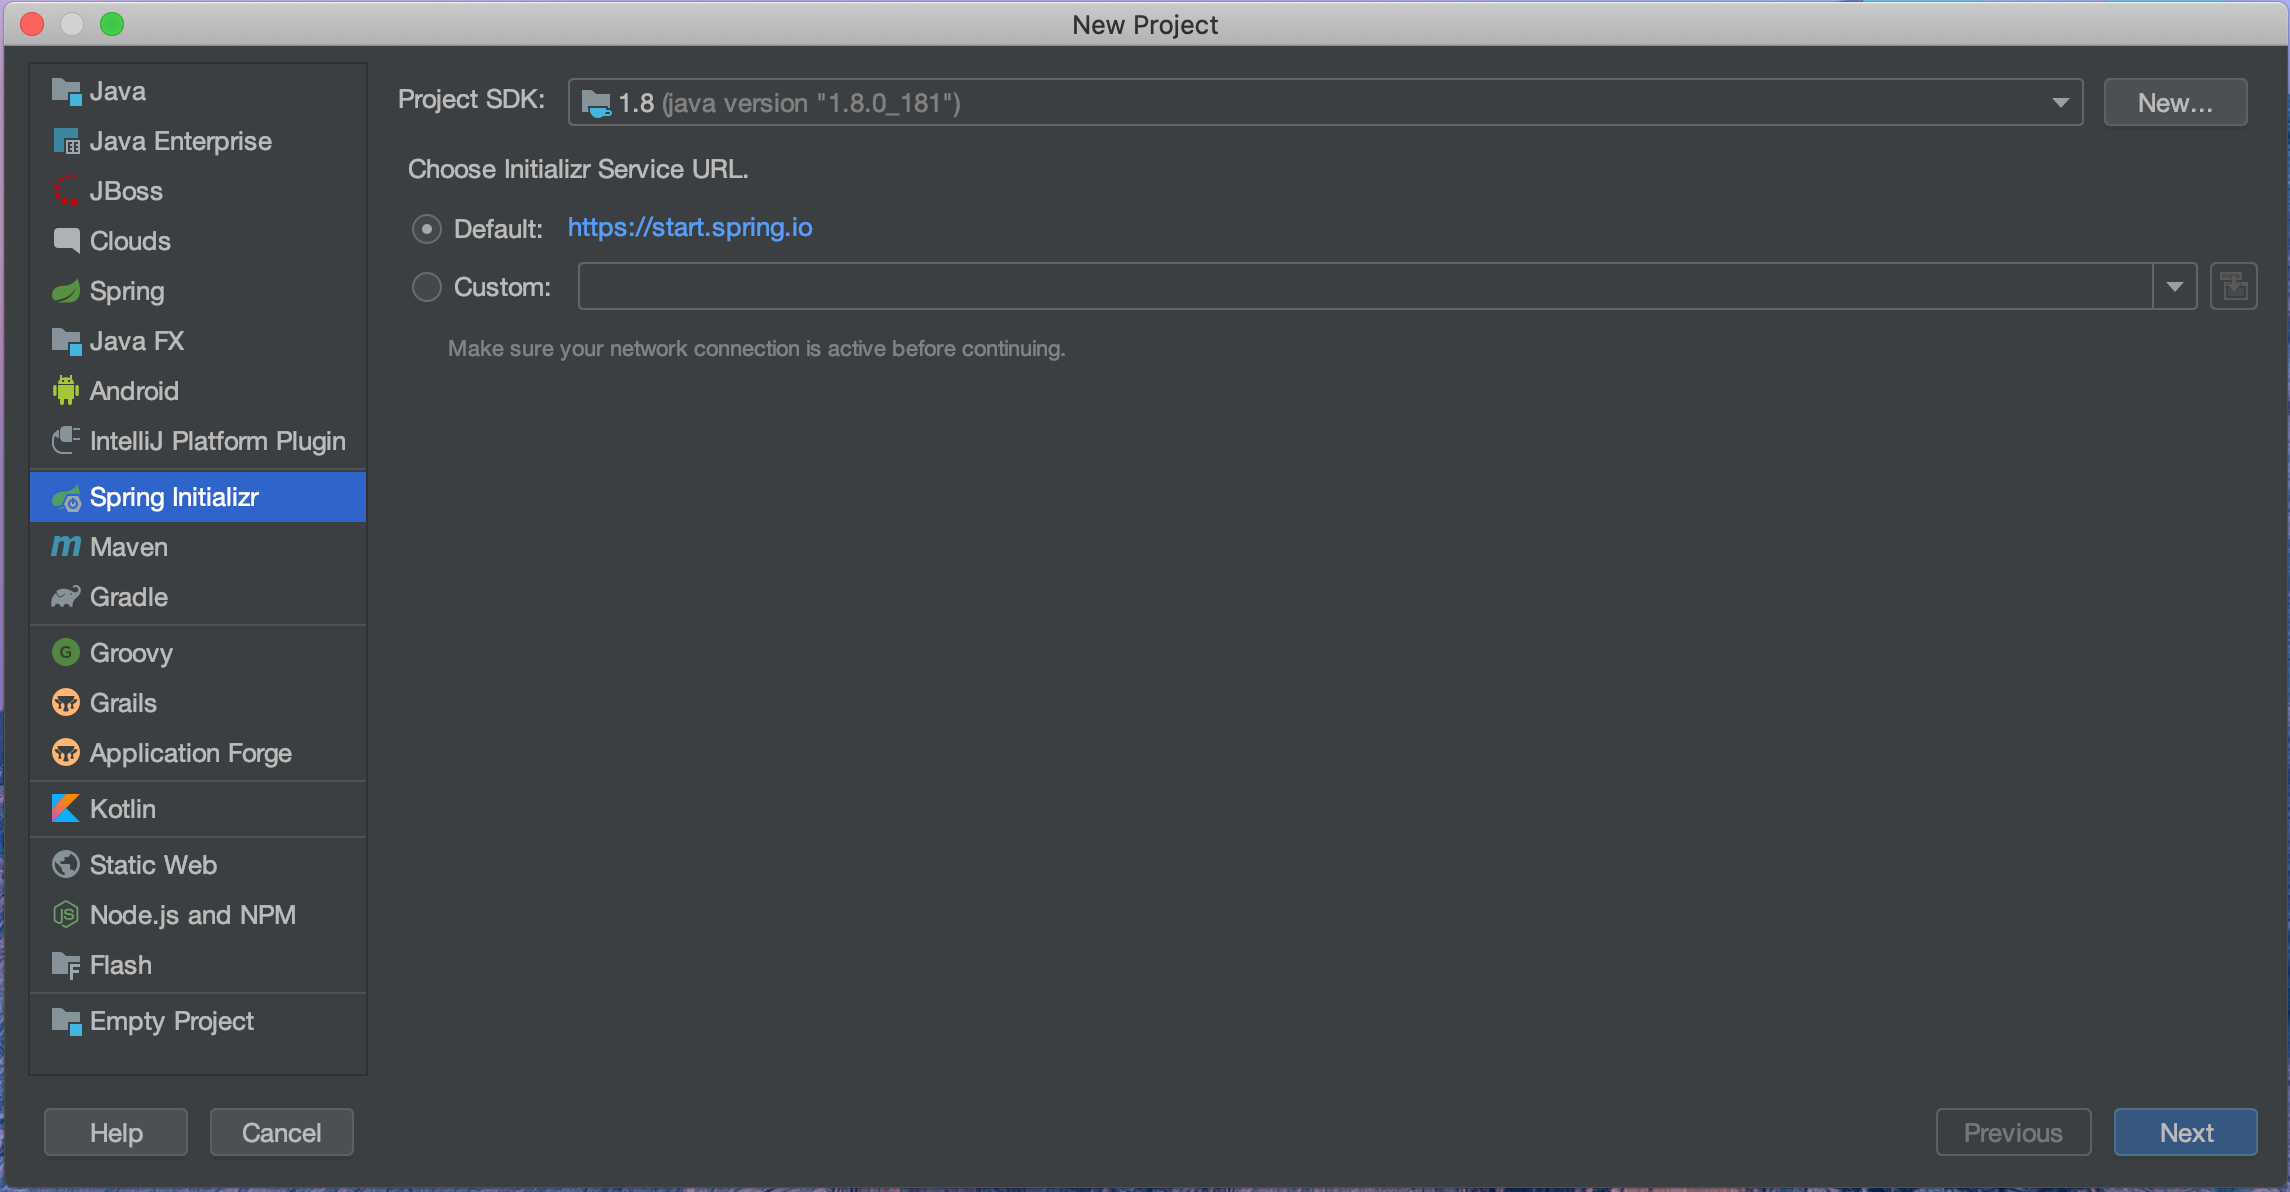 New Project
Java
Java Enterprise
JBoss
Clouds
Spring
Java FX
Android
IntelliJ Platform Plugin
Spring Initializr
Maven
Gradle
G Groovy
Grails
Application Forge
Kotlin
Static Web
Node.js and NPM
Flash
Empty Project
Project SDK: 1.8 (java version "1.8.0_181") New...
Choose Initializr Service URL.
Default: https://start.spring.io
Custom:
Make sure your network connection is active before continuing.
Help Cancel Previous Next